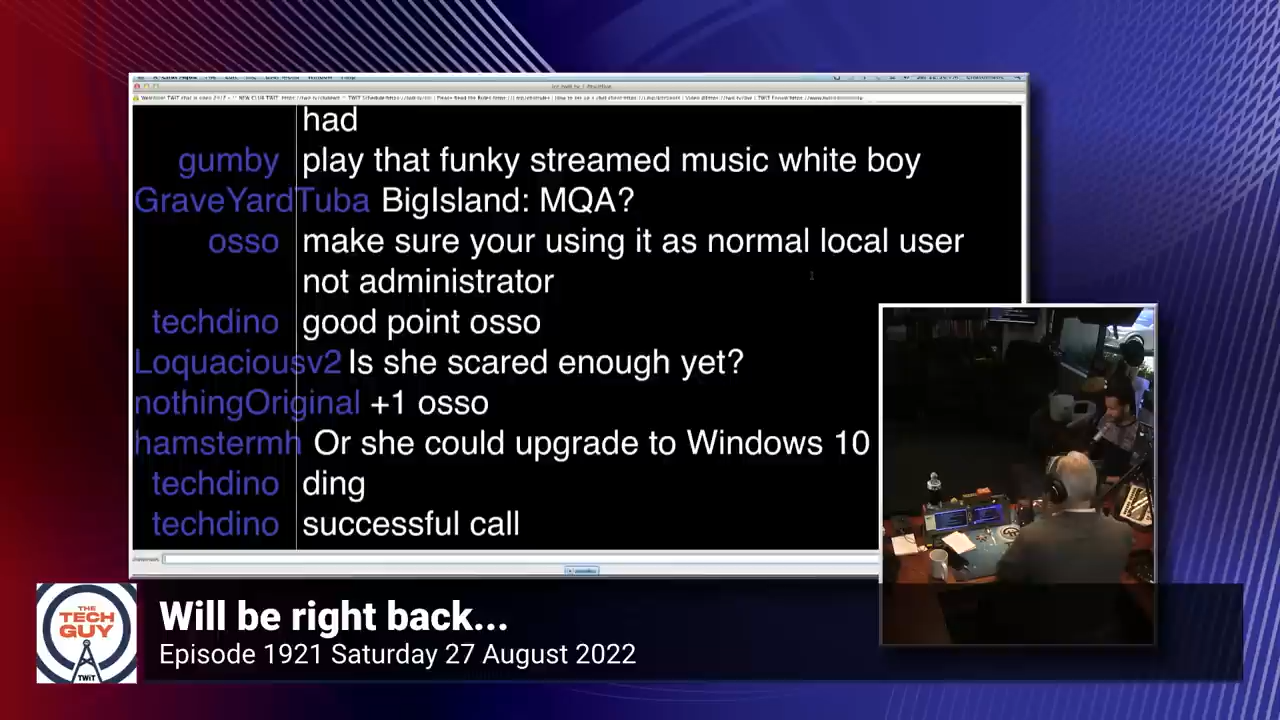 had
gumby play that funky streamed music white boy
GraveYardTuba BigIsland: MQA?
osso make sure your using it as normal local user
not administrator
techdino good point osso
Loquaciousv2 Is she scared enough yet?
nothingOriginal +1 osso
hamstermh Or she could upgrade to Windows 10
techdino ding
techdino successful call
THE
TECH
GUY
TWiT
Will be right back...
Episode 1921 Saturday 27 August 2022